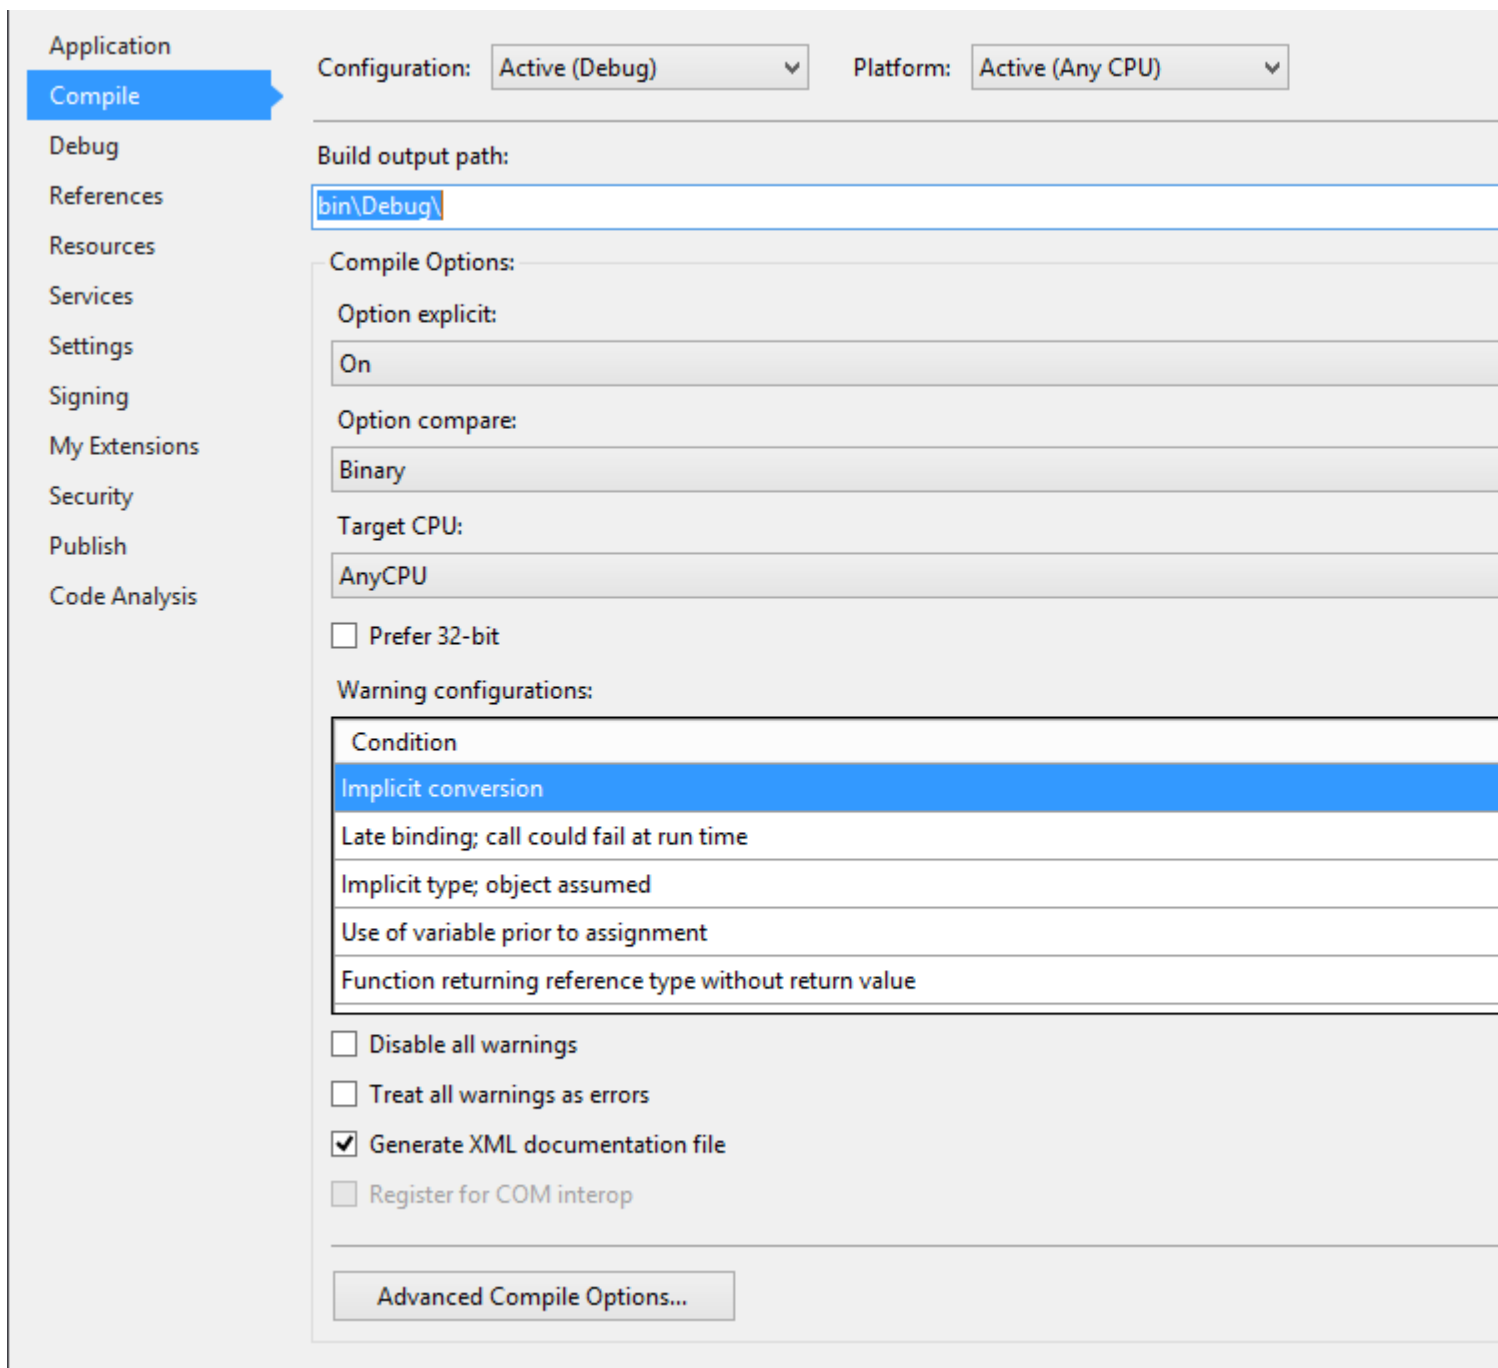 Application
Compile
Debug
References
Resources
Services
Settings
Signing
My Extensions
Security
Publish
Code Analysis
Configuration: Active (Debug) Platform: Active (Any CPU)
Build output path:
bin\Debug\
Compile Options:
Option explicit:
On
Option compare:
Binary
Target CPU:
AnyCPU
Prefer 32-bit
Warning configurations:
Condition
Implicit conversion
Late binding; call could fail at run time
Implicit type; object assumed
Use of variable prior to assignment
Function returning reference type without return value
Disable all warnings
Treat all warnings as errors
Generate XML documentation file
Register for COM interop
Advanced Compile Options...